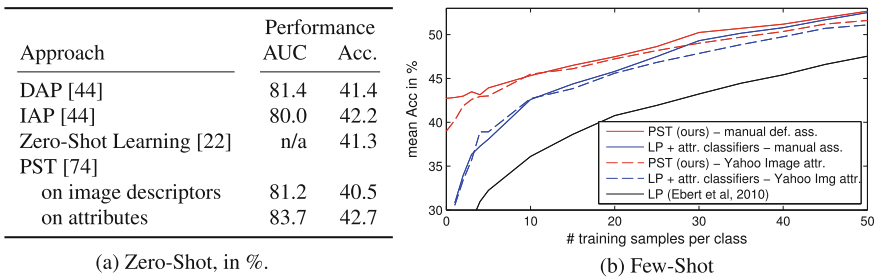 Performance
Approach AUC Acc.
DAP [44] 81.4 41.4
IAP [44] 80.0 42.2
Zero-Shot Learning [22] n/a 41.3
PST [74]
on image descriptors 81.2 40.5
on attributes 83.7 42.7
(a) Zero-Shot, in %.
mean Acc in %
50
45
40
35
30
PST (ours) − manual def. ass.
LP + attr. classifiers − manual ass.
PST (ours) − Yahoo Image attr.
LP + attr. classifiers − Yahoo Img attr.
LP (Ebert et al, 2010)
0 10 20 30 40 50
# training samples per class
(b) Few-Shot